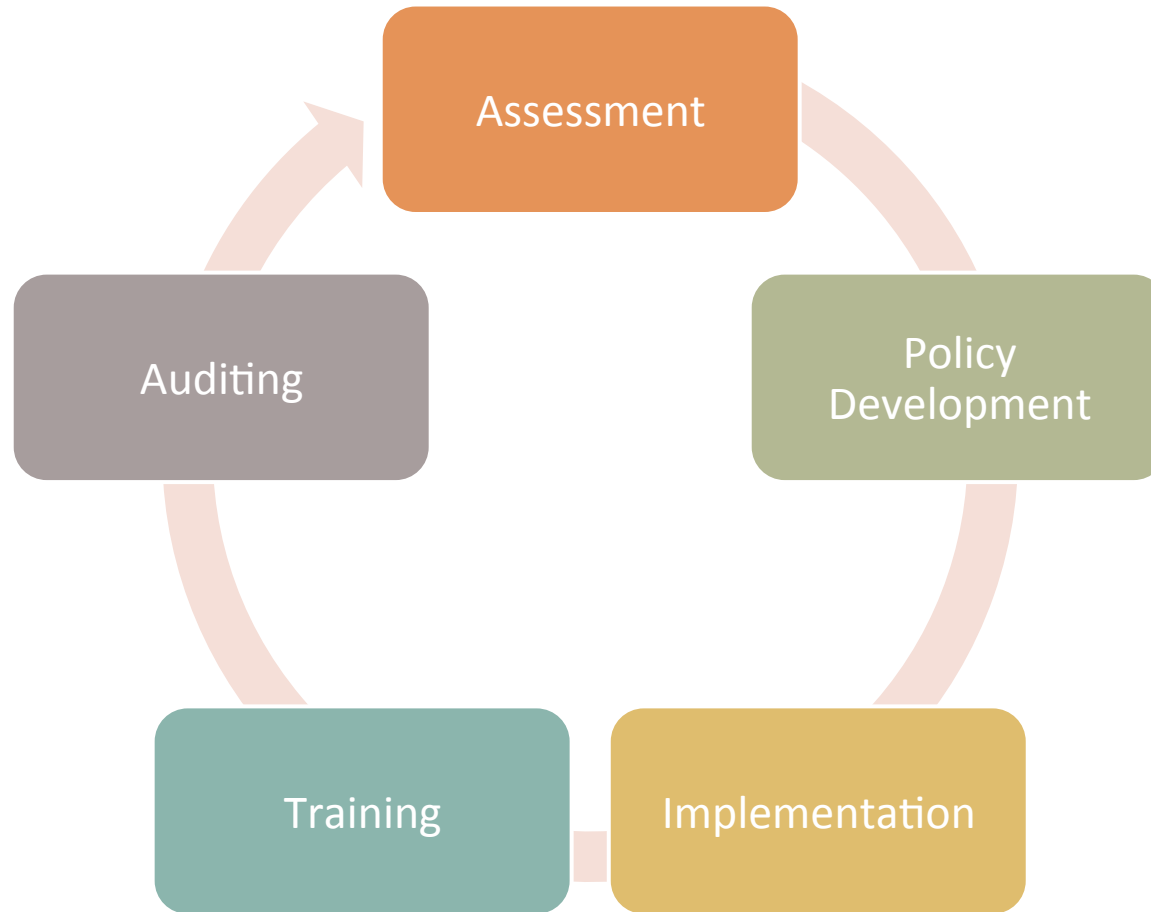 Assessment
Policy
Development
Implementation
Training
Auditing